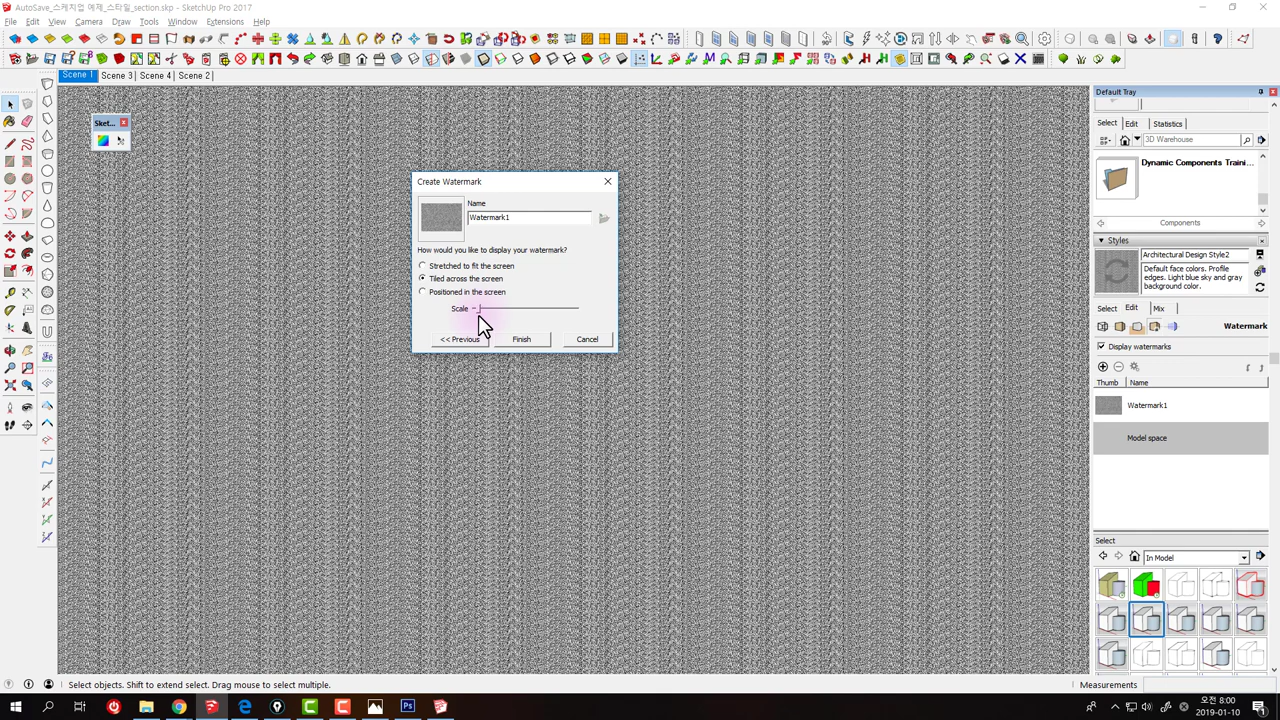 AutoSave_스케치업 예제_스타일_section.skp - SketchUp Pro 2017
File Edit View Camera Draw Tools Window Extensions Help
Scene 1 Scene 3 Scene 4 Scene 2
Default Tray
Sket...
Select Edit Statistics
3D Warehouse
Dynamic Components Traini...
Components
Create Watermark
Name
Watermark1
How would you like to display your watermark?
Stretched to fit the screen
Tiled across the screen
Positioned in the screen
Scale
<< Previous Finish Cancel
Styles
Architectural Design Style2
Default face colors. Profile edges. Light blue sky and gray background color.
Select Edit Mix
Watermark
Display watermarks
Thumb Name
Watermark1
Model space
Select
In Model
Select objects. Shift to extend select. Drag mouse to select multiple.
Measurements
Ps
오전 8:00
2019-01-10